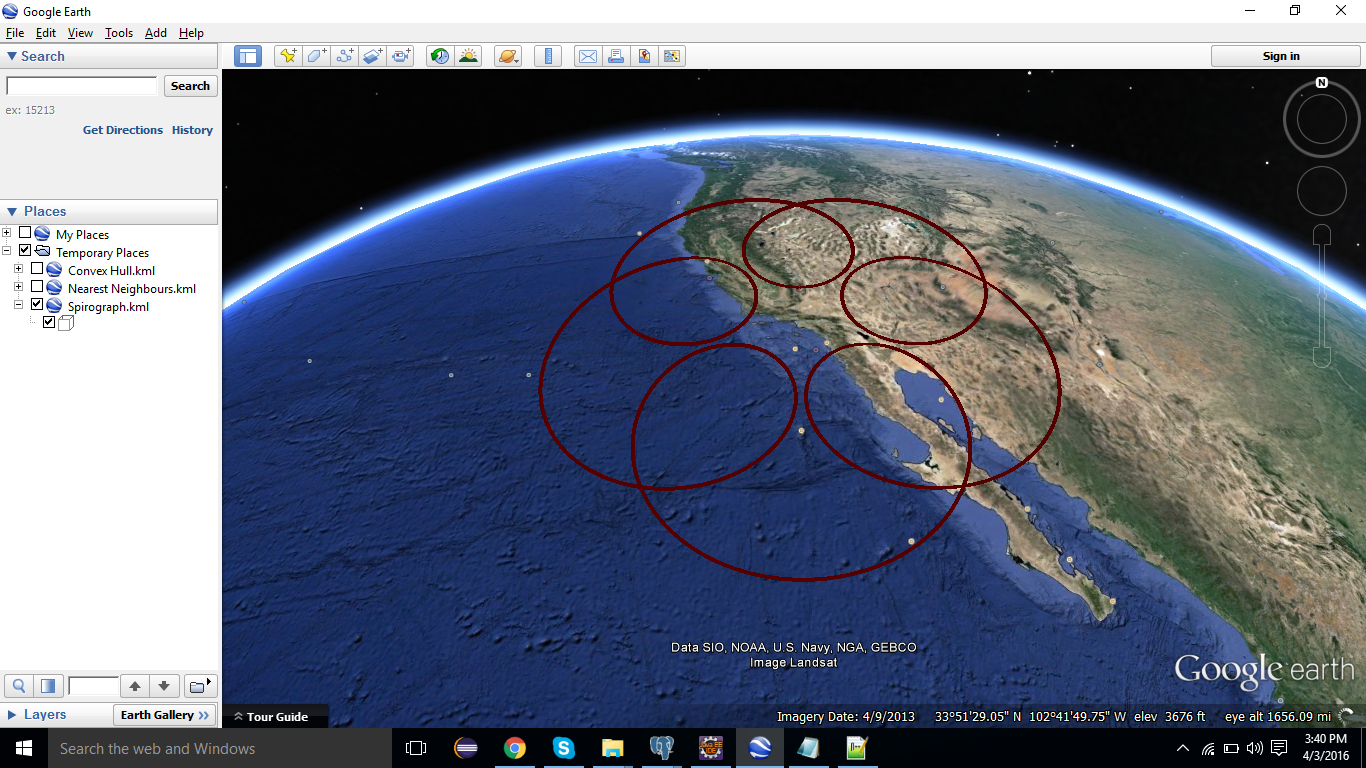 Google Earth
File Edit View Tools Add Help
Search
Sign in
Search
ex: 15213
Get Directions History
Places
My Places
Temporary Places
Convex Hull.kml
Nearest Neighbours.kml
Spirograph.kml
N
Data SIO, NOAA, U.S. Navy, NGA, GEBCO
Image Landsat
Google earth
Layers
Earth Gallery »
Tour Guide
Imagery Date: 4/9/2013 33°51'29.05" N 102°41'49.75" W elev 3676 ft eye alt 1656.09 mi
Search the web and Windows
3:40 PM
4/3/2016